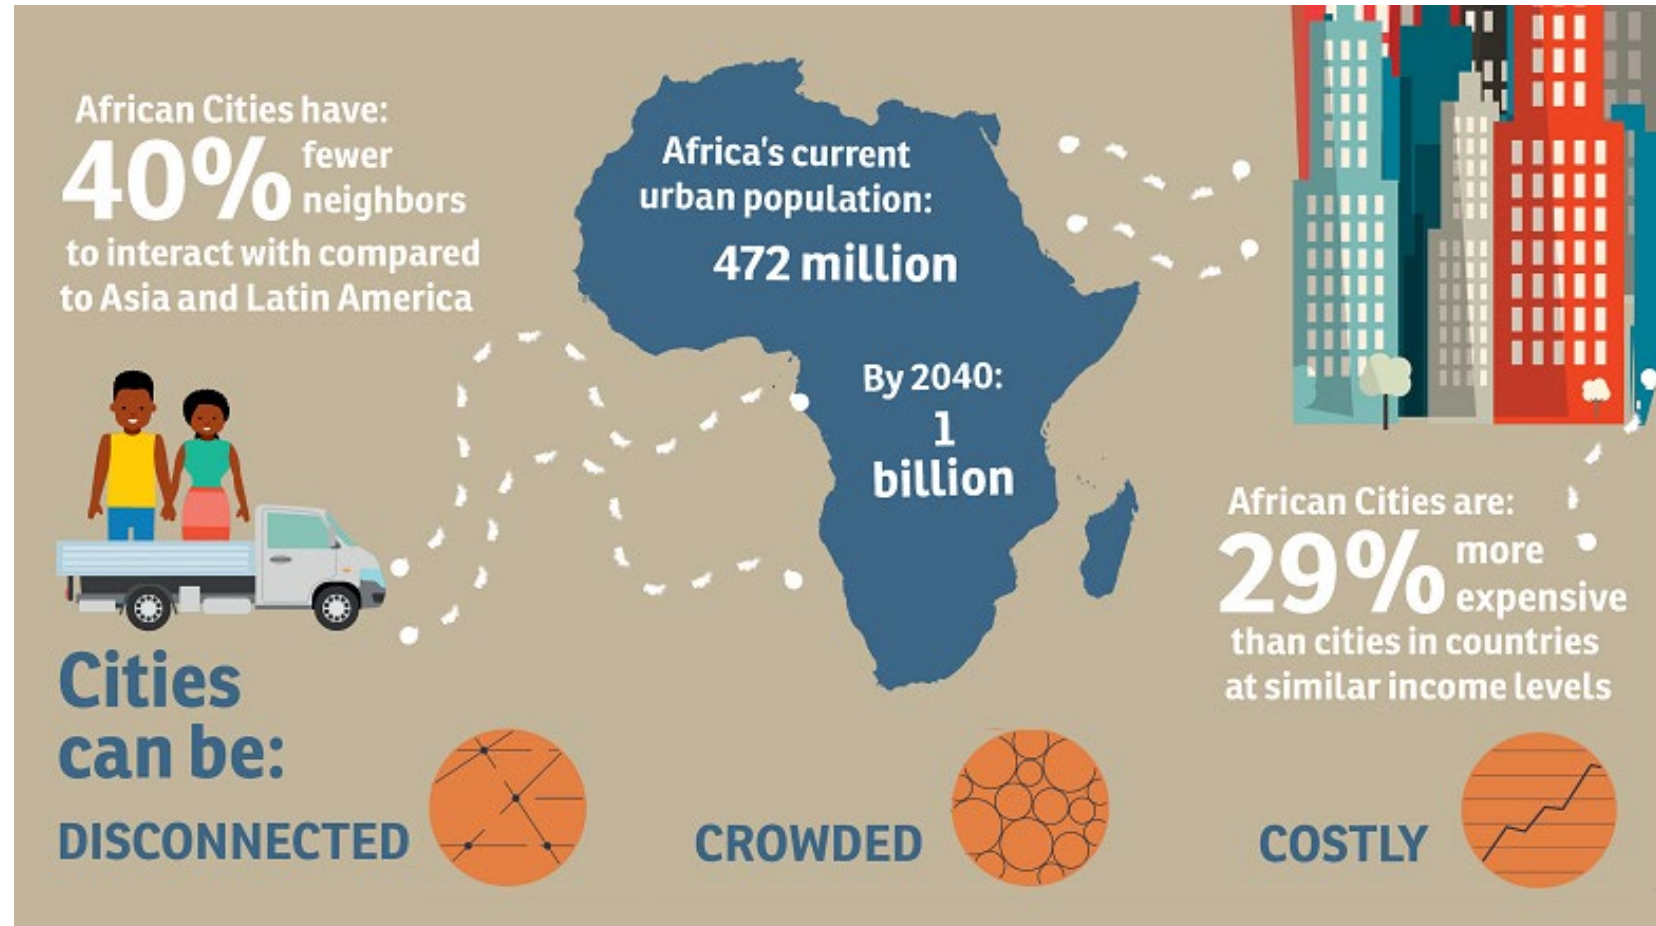 African Cities have:
40% fewer
neighbors
to interact with compared
to Asia and Latin America
Africa's current
urban population:
472 million
By 2040:
1
billion
African Cities are:
29% more
expensive
than cities in countries
at similar income levels
Cities
can be:
DISCONNECTED
CROWDED
COSTLY